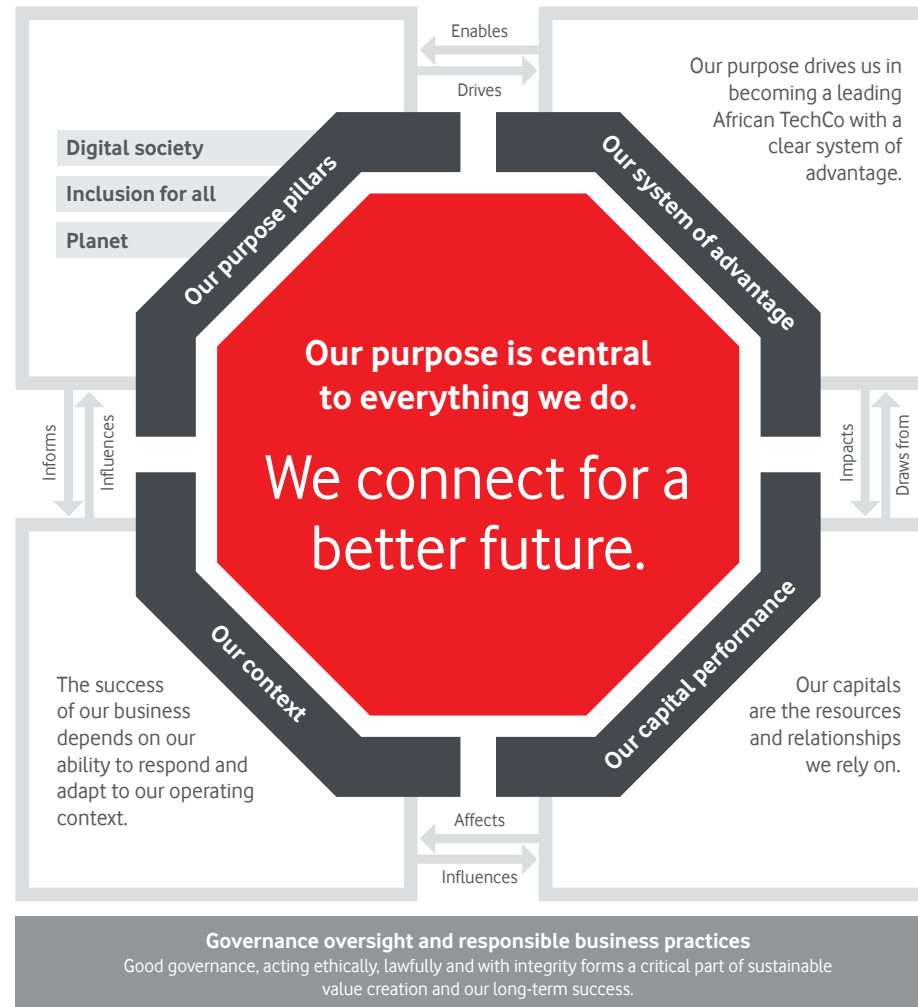 Enables
Drives
Digital society
Inclusion for all
Planet
Our purpose pillars
Our system of advantage
Our purpose drives us in
becoming a leading
African TechCo with a
clear system of
advantage.
Our purpose is central
to everything we do.
We connect for a
better future.
Informs
Influences
Impacts
Draws from
Our context
The success
of our business
depends on our
ability to respond and
adapt to our operating
context.
Our capital performance
Our capitals
are the resources
and relationships
we rely on.
Affects
Influences
Governance oversight and responsible business practices
Good governance, acting ethically, lawfully and with integrity forms a critical part of sustainable
value creation and our long-term success.